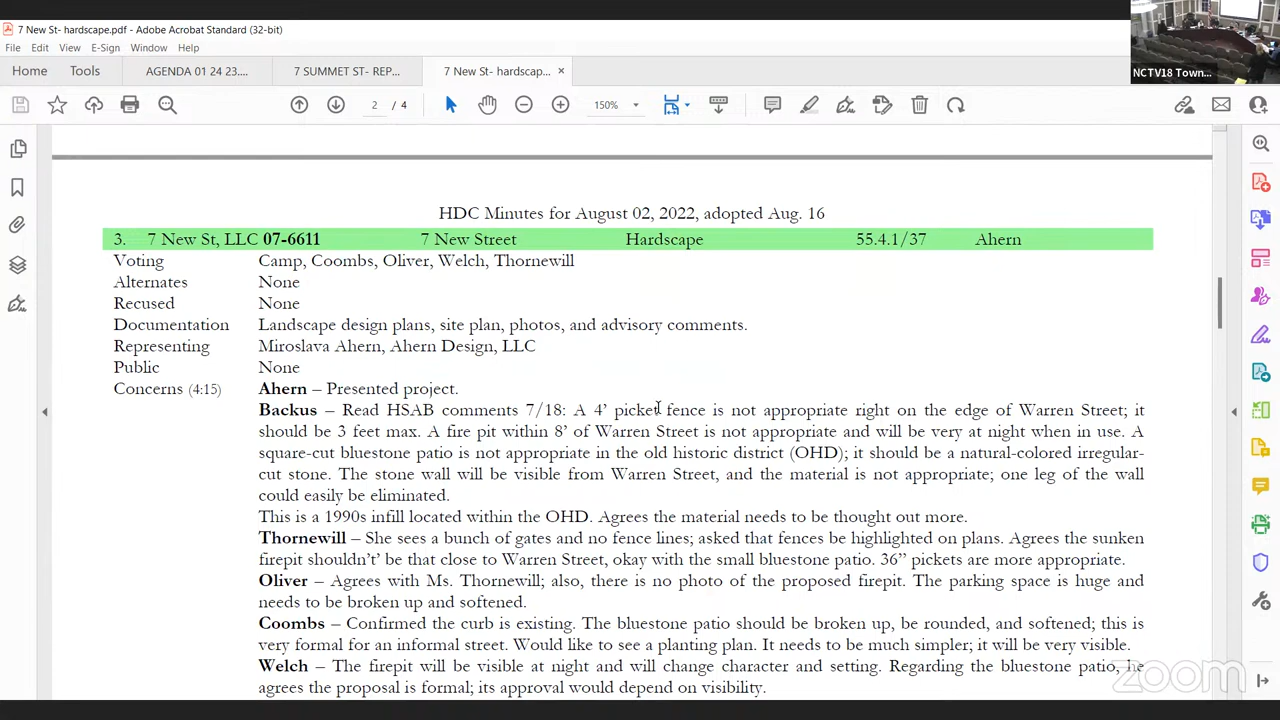 7 New St- hardscape.pdf - Adobe Acrobat Standard (32-bit)
File Edit View E-Sign Window Help
Home Tools AGENDA 01 24 23.... 7 SUMMET ST- REP... 7 New St- hardscap... ×
2 / 4 150%
NCTV18 Town...
HDC Minutes for August 02, 2022, adopted Aug. 16
3. 7 New St, LLC 07-6611 7 New Street Hardscape 55.4.1/37 Ahern
Voting Camp, Coombs, Oliver, Welch, Thornewill
Alternates None
Recused None
Documentation Landscape design plans, site plan, photos, and advisory comments.
Representing Miroslava Ahern, Ahern Design, LLC
Public None
Concerns (4:15) Ahern – Presented project.
Backus – Read HSAB comments 7/18: A 4’ picket fence is not appropriate right on the edge of Warren Street; it
should be 3 feet max. A fire pit within 8’ of Warren Street is not appropriate and will be very at night when in use. A
square-cut bluestone patio is not appropriate in the old historic district (OHD); it should be a natural-colored irregular-
cut stone. The stone wall will be visible from Warren Street, and the material is not appropriate; one leg of the wall
could easily be eliminated.
This is a 1990s infill located within the OHD. Agrees the material needs to be thought out more.
Thornewill – She sees a bunch of gates and no fence lines; asked that fences be highlighted on plans. Agrees the sunken
firepit shouldn’t’ be that close to Warren Street, okay with the small bluestone patio. 36” pickets are more appropriate.
Oliver – Agrees with Ms. Thornewill; also, there is no photo of the proposed firepit. The parking space is huge and
needs to be broken up and softened.
Coombs – Confirmed the curb is existing. The bluestone patio should be broken up, be rounded, and softened; this is
very formal for an informal street. Would like to see a planting plan. It needs to be much simpler; it will be very visible.
Welch – The firepit will be visible at night and will change character and setting. Regarding the bluestone patio, he
agrees the proposal is formal; its approval would depend on visibility.
zoom